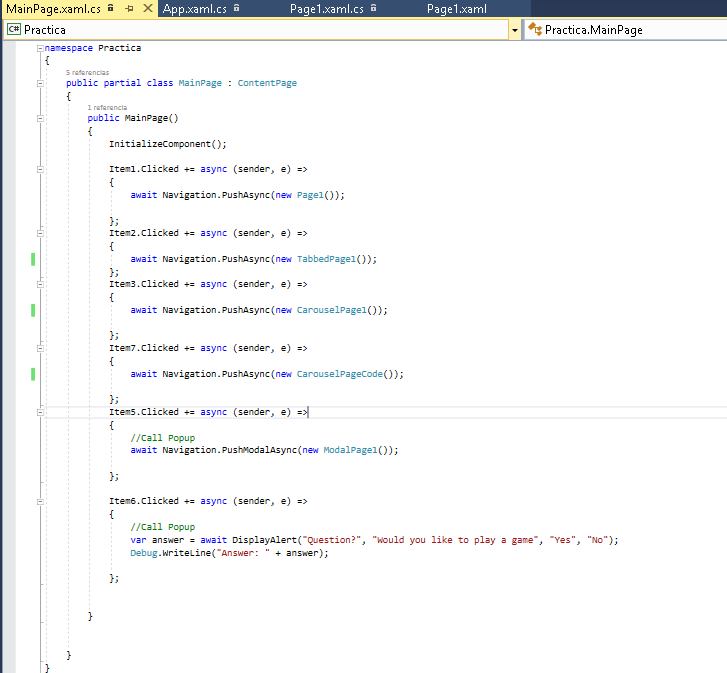 MainPage.xaml.cs App.xaml.cs Page1.xaml.cs Page1.xaml
C# Practica Practica.MainPage
namespace Practica
{
5 referencias
public partial class MainPage : ContentPage
{
1 referencia
public MainPage()
{
InitializeComponent();
Item1.Clicked += async (sender, e) =>
{
await Navigation.PushAsync(new Page1());
};
Item2.Clicked += async (sender, e) =>
{
await Navigation.PushAsync(new TabbedPage1());
};
Item3.Clicked += async (sender, e) =>
{
await Navigation.PushAsync(new CarouselPage1());
};
Item7.Clicked += async (sender, e) =>
{
await Navigation.PushAsync(new CarouselPageCode());
};
Item5.Clicked += async (sender, e) =>
{
//Call Popup
await Navigation.PushModalAsync(new ModalPage1());
};
Item6.Clicked += async (sender, e) =>
{
//Call Popup
var answer = await DisplayAlert("Question?", "Would you like to play a game", "Yes", "No");
Debug.WriteLine("Answer: " + answer);
};
}
}
}